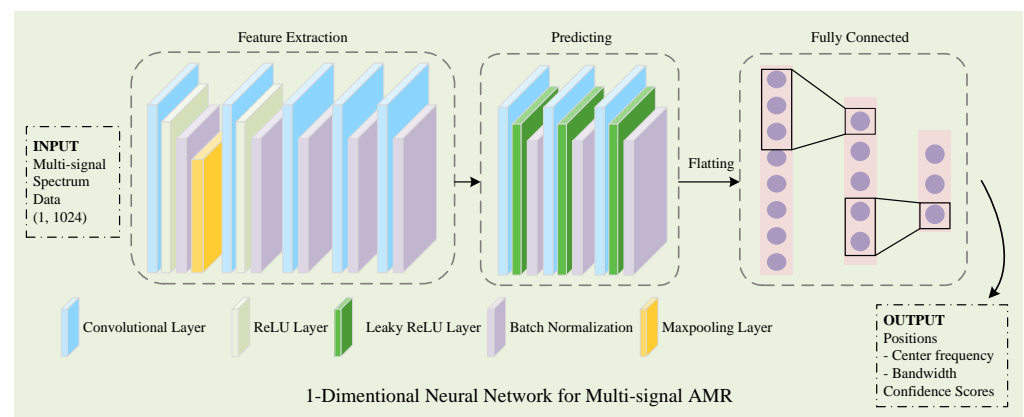 Feature Extraction
Predicting
Fully Connected
INPUT
Multi-signal
Spectrum
Data
(1, 1024)
Flatting
Convolutional Layer
ReLU Layer
Leaky ReLU Layer
Batch Normalization
Maxpooling Layer
OUTPUT
Positions
- Center frequency
- Bandwidth
Confidence Scores
1-Dimentional Neural Network for Multi-signal AMR